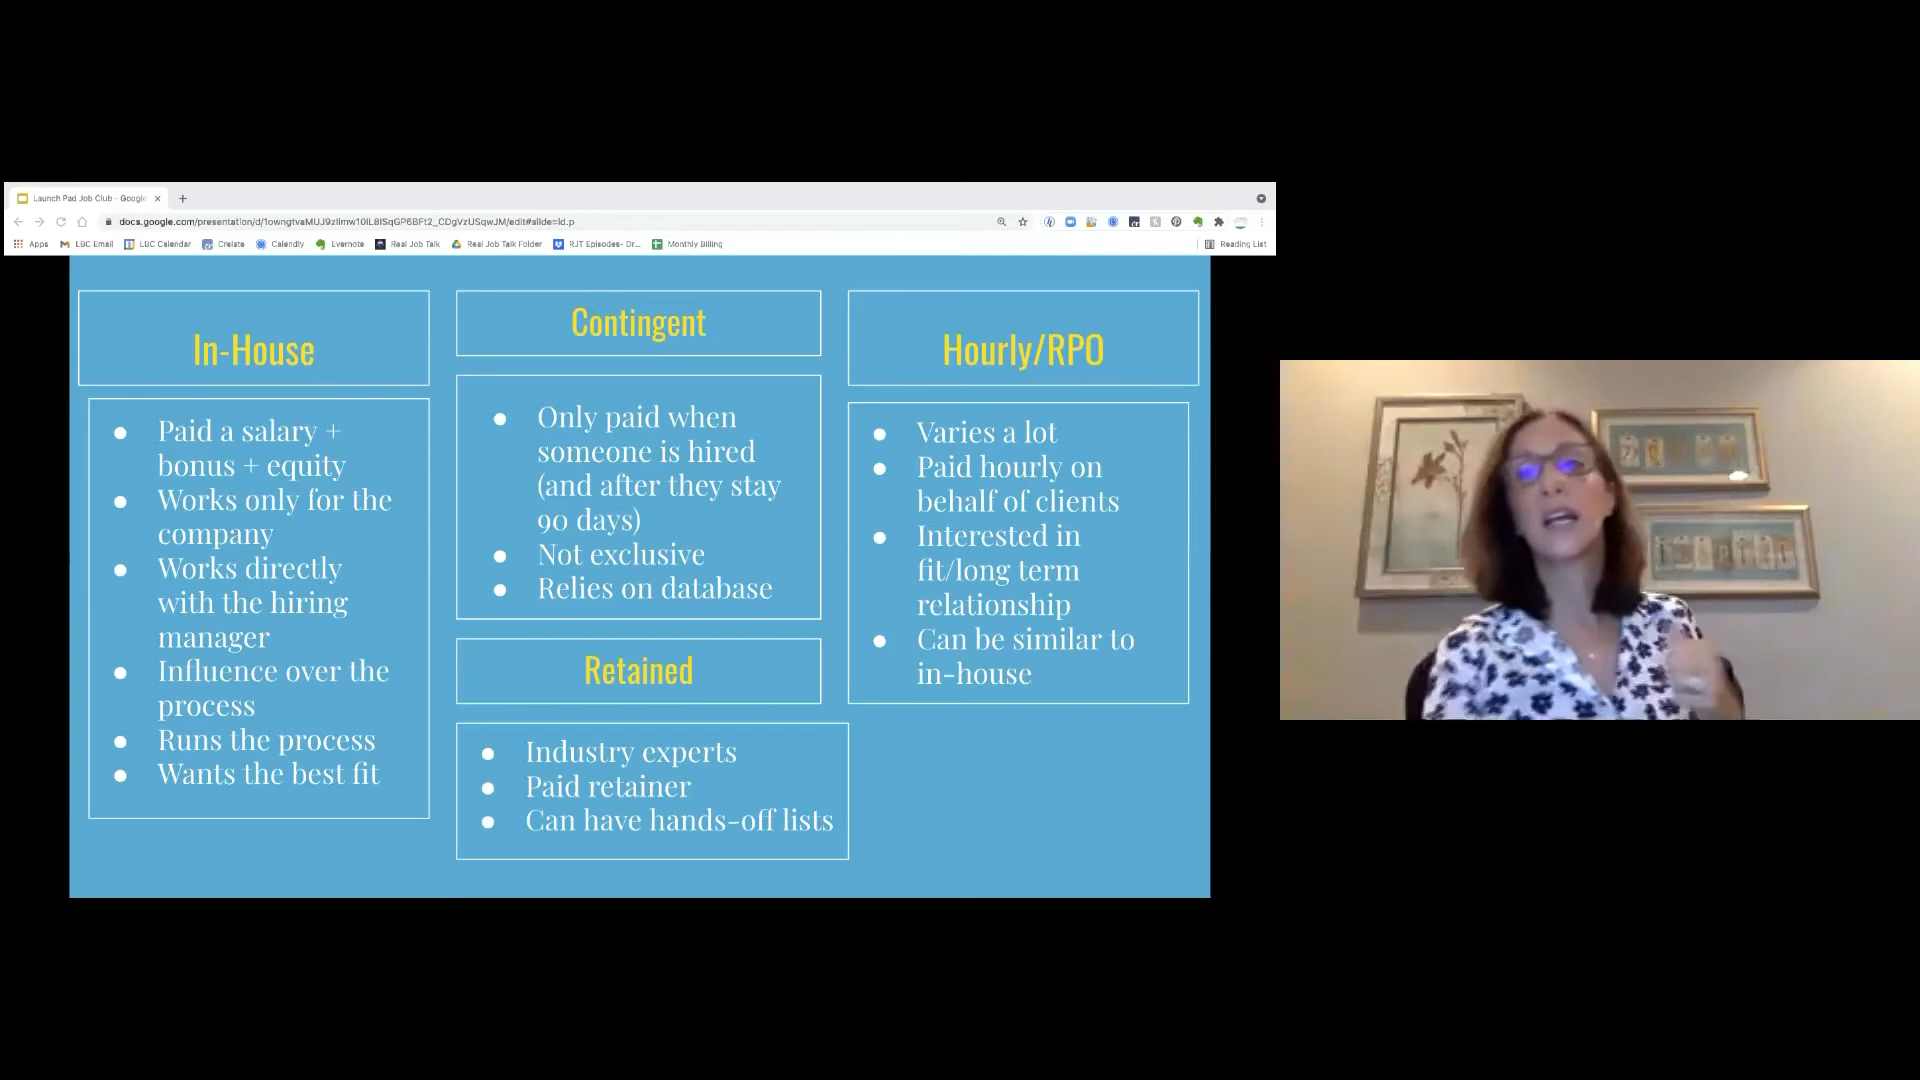 Launch Pad Job Club - Google
Apps
LBC Email
LBC Calendar
Create
Calendly
Evernote
Real Job Talk
Real Job Talk Folder
RJT Episodes- Dr...
Monthly Billing
Reading List
In-House
Paid a salary +
bonus + equity
Works only for the
company
Works directly
with the hiring
manager
Influence over the
process
Runs the process
Wants the best fit
Contingent
Only paid when
someone is hired
(and after they stay
90 days)
Not exclusive
Relies on database
Retained
Industry experts
Paid retainer
Can have hands-off lists
Hourly/RPO
Varies a lot
Paid hourly on
behalf of clients
Interested in
fit/long term
relationship
Can be similar to
in-house